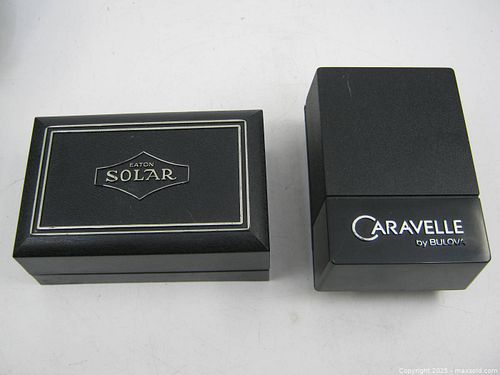 EATON
SOLAR
CARAVELLE
by BULOVA
Copyright 2025 - maxsold.com